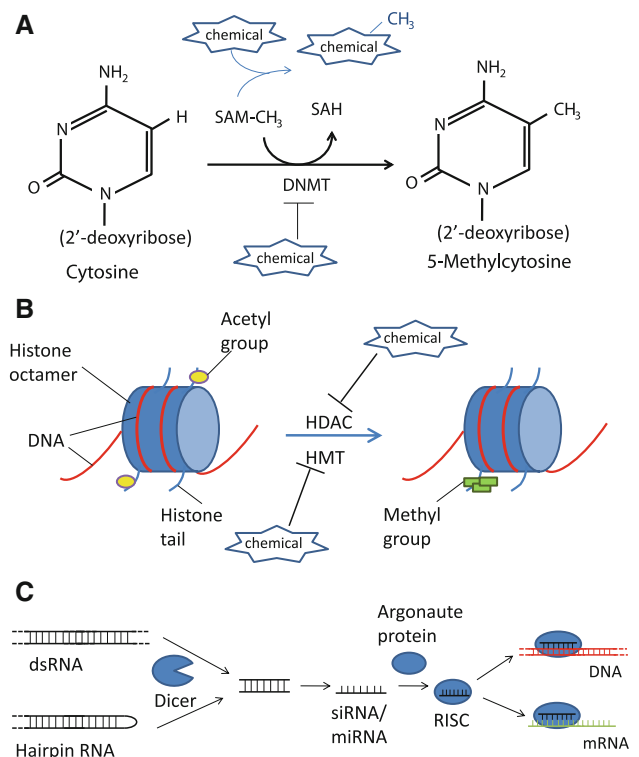 A
chemical
chemical
CH₃
NH₂
H
N
N
O
SAM-CH₃
SAH
DNMT
chemical
(2'-deoxyribose)
Cytosine
NH₂
CH₃
N
N
O
(2'-deoxyribose)
5-Methylcytosine
B
Acetyl
group
Histone
octamer
DNA
Histone
tail
chemical
HDAC
HMT
chemical
Methyl
group
C
dsRNA
Dicer
Hairpin RNA
siRNA/
miRNA
Argonaute
protein
RISC
DNA
mRNA